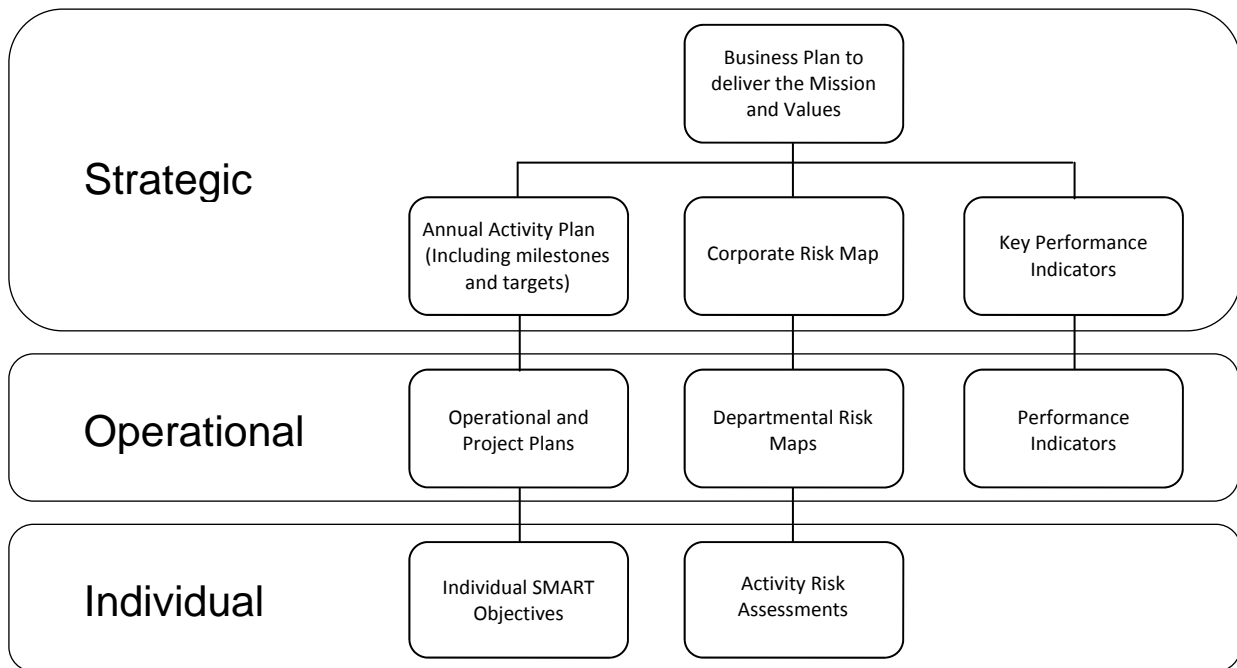 Business Plan to
deliver the Mission
and Values
Strategic
Annual Activity Plan
(Including milestones
and targets)
Corporate Risk Map
Key Performance
Indicators
Operational
Operational and
Project Plans
Departmental Risk
Maps
Performance
Indicators
Individual
Individual SMART
Objectives
Activity Risk
Assessments